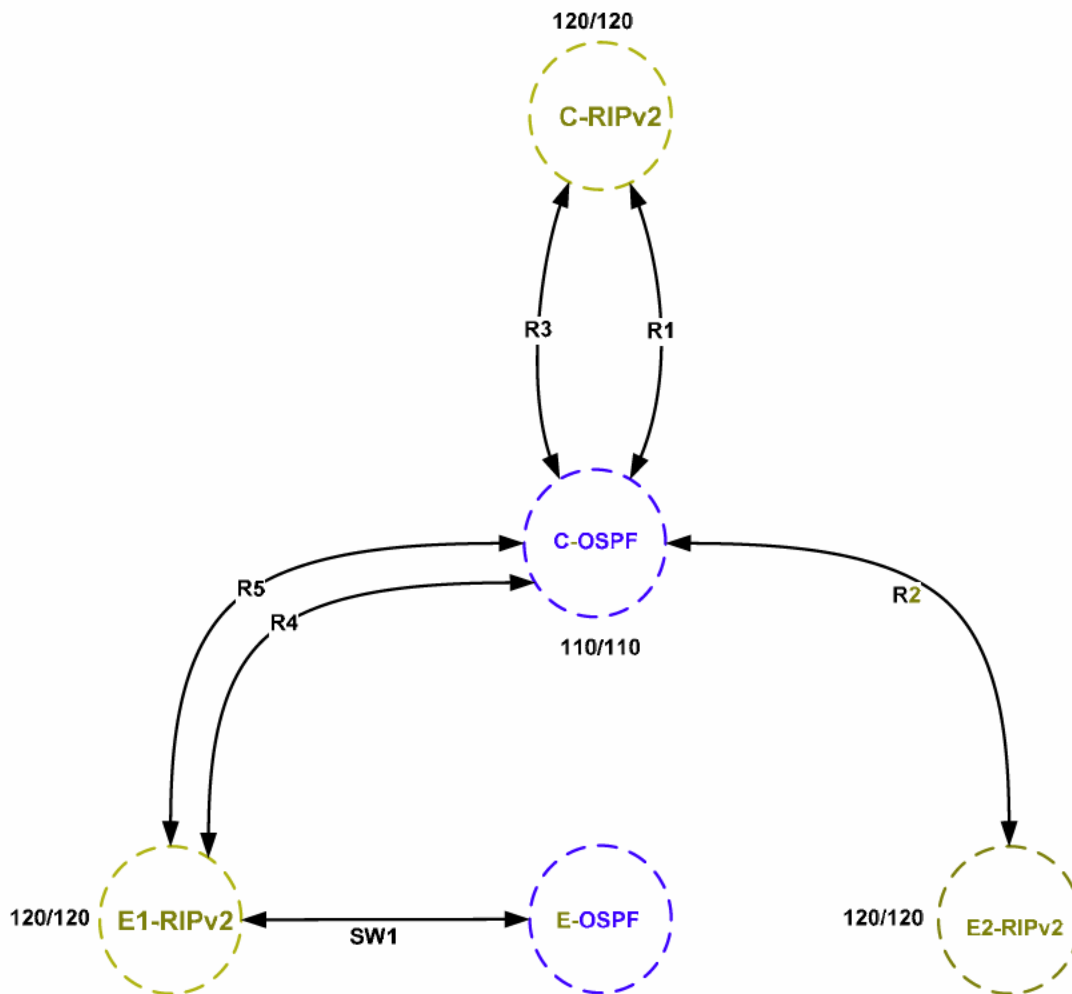 120/120
C-RIPv2
R3
R1
C-OSPF
R5
R2
R4
110/110
120/120
E1-RIPv2
SW1
E-OSPF
120/120
E2-RIPv2